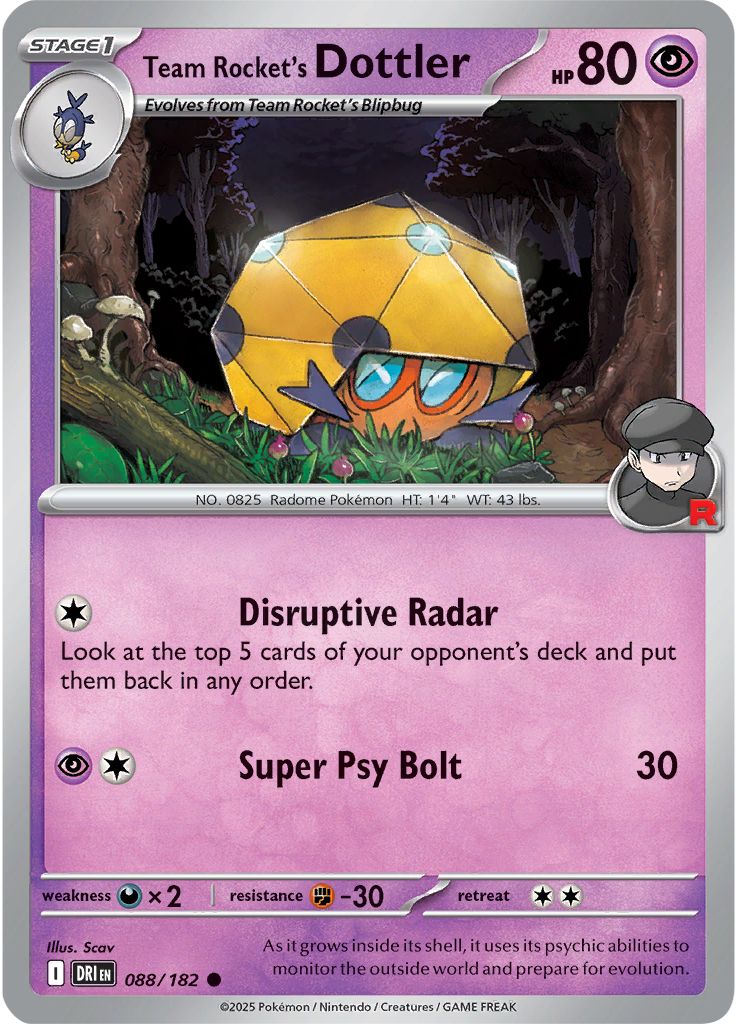 STAGE1
Team Rocket's Dottler
HP80
Evolves from Team Rocket's Blipbug
NO. 0825 Radome Pokémon HT: 1'4" WT: 43 lbs.
R
Disruptive Radar
Look at the top 5 cards of your opponent's deck and put
them back in any order.
Super Psy Bolt 30
weakness ×2 resistance -30 retreat
Illus. Scav
As it grows inside its shell, it uses its psychic abilities to
monitor the outside world and prepare for evolution.
I DRI EN 088/182
©2025 Pokémon / Nintendo / Creatures / GAME FREAK